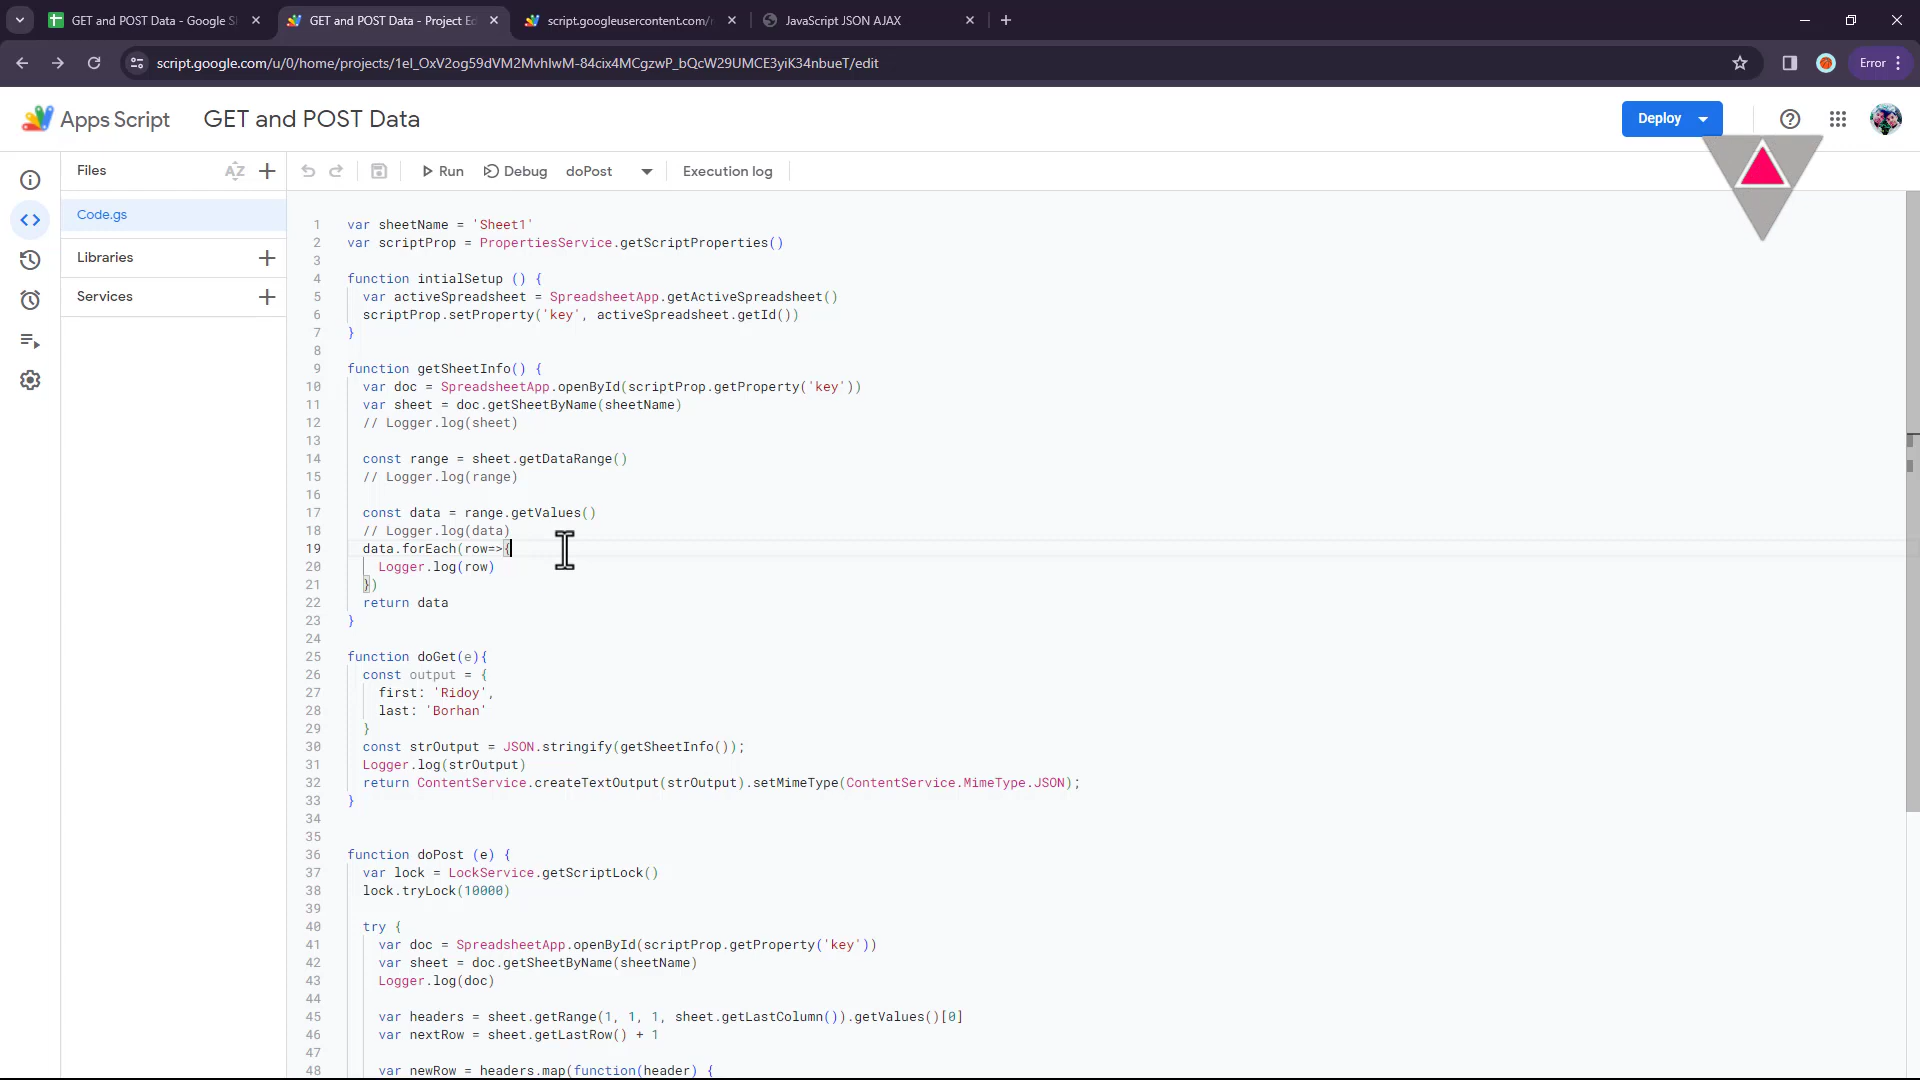 GET and POST Data - Google S
GET and POST Data - Project Ed
script.googleusercontent.com/
JavaScript JSON AJAX
Error
Apps Script
GET and POST Data
Deploy
Files
AZ
Run
Debug
doPost
Execution log
Code.gs
Libraries
Services
1 var sheetName = 'Sheet1'
2 var scriptProp = PropertiesService.getScriptProperties()
3
4 function intialSetup () {
5 var activeSpreadsheet = SpreadsheetApp.getActiveSpreadsheet()
6 scriptProp.setProperty('key', activeSpreadsheet.getId())
7 }
8
9 function getSheetInfo() {
10 var doc = SpreadsheetApp.openById(scriptProp.getProperty('key'))
11 var sheet = doc.getSheetByName(sheetName)
12 // Logger.log(sheet)
13
14 const range = sheet.getDataRange()
15 // Logger.log(range)
16
17 const data = range.getValues()
18 // Logger.log(data)
19 data.forEach(row=>{
20 Logger.log(row)
21 })
22 return data
23 }
24
25 function doGet(e){
26 const output = {
27 first: 'Ridoy',
28 last: 'Borhan'
29 }
30 const strOutput = JSON.stringify(getSheetInfo());
31 Logger.log(strOutput)
32 return ContentService.createTextOutput(strOutput).setMimeType(ContentService.MimeType.JSON);
33 }
34
35
36 function doPost (e) {
37 var lock = LockService.getScriptLock()
38 lock.tryLock(10000)
39
40 try {
41 var doc = SpreadsheetApp.openById(scriptProp.getProperty('key'))
42 var sheet = doc.getSheetByName(sheetName)
43 Logger.log(doc)
44
45 var headers = sheet.getRange(1, 1, 1, sheet.getLastColumn()).getValues()[0]
46 var nextRow = sheet.getLastRow() + 1
47
48 var newRow = headers.map(function(header) {